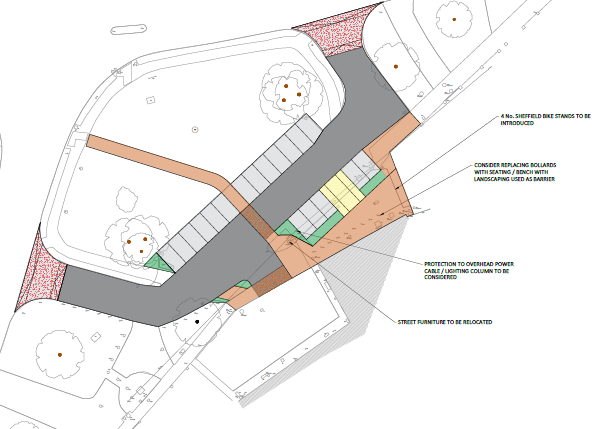 4 No. SHEFFIELD BIKE STANDS TO BE
INTRODUCED
CONSIDER REPLACING BOLLARDS
WITH SEATING / BENCH WITH
LANDSCAPING USED AS BARRIER
PROTECTION TO OVERHEAD POWER
CABLE / LIGHTING COLUMN TO BE
CONSIDERED
STREET FURNITURE TO BE RELOCATED